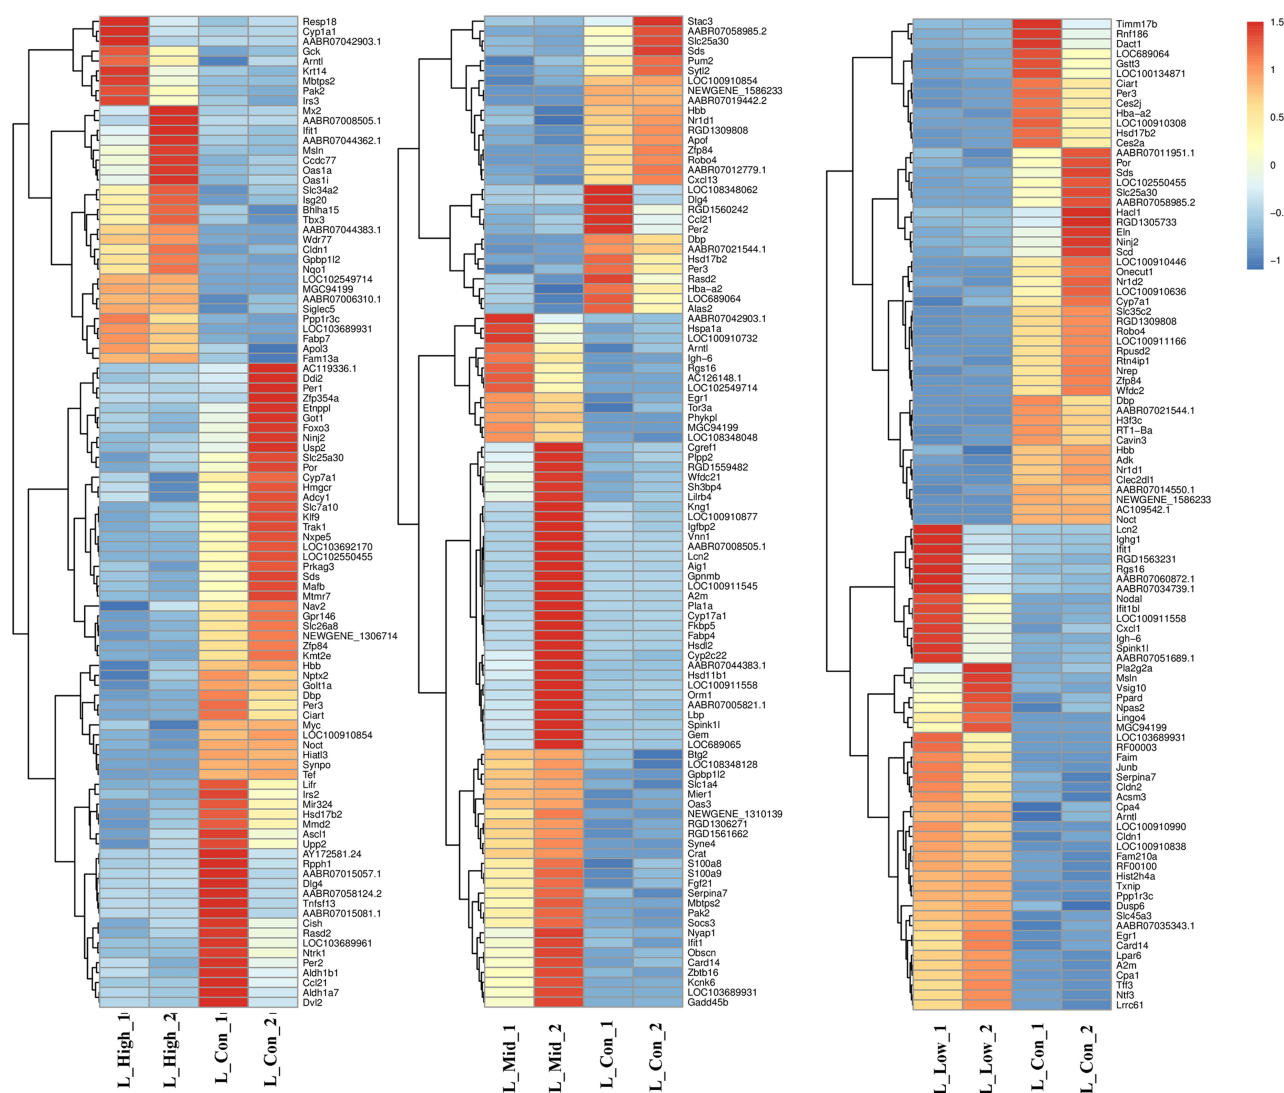 Resp18
Cyp1a1
AABR07042903.1
Gck
Arntl
Krt14
Mbtps2
Pak2
Irs3
Mx2
AABR07008505.1
Ifit1
AABR07044362.1
Msln
Ccdc77
Oas1a
Oas1i
Slc34a2
Isg20
Bhlha15
Tbx3
AABR07044383.1
Wdr77
Cldn1
Gpbp1l2
Nqo1
LOC102549714
MGC94199
AABR07006310.1
Siglec5
Ppp1r3c
LOC103689931
Fabp7
Apol3
Fam13a
AC119336.1
Ddi2
Per1
Zfp354a
Etnppl
Got1
Foxo3
Ninj2
Usp2
Slc25a30
Por
Cyp7a1
Hmgcr
Adcy1
Slc7a10
Klf9
Trak1
Nxpe5
LOC103692170
LOC102550455
Prkag3
Sds
Mafb
Mtmr7
Nav2
Gpr146
Slc26a8
NEWGENE_1306714
Zfp84
Kmt2e
Hbb
Nptx2
Golt1a
Dbp
Per3
Ciart
Myc
LOC100910854
Noct
Hiatl3
Synpo
Tef
Lifr
Irs2
Mir324
Hsd17b2
Mmd2
Ascl1
Upp2
AY172581.24
Rpph1
AABR07015057.1
Dlg4
AABR07058124.2
Tnfsf13
AABR07015081.1
Cish
Rasd2
LOC103689961
Ntrk1
Per2
Aldh1b1
Ccl21
Aldh1a7
Dvl2
L_High_1
L_High_2
L_Con_1
L_Con_2
Stac3
AABR07058985.2
Slc25a30
Sds
Pum2
Sytl2
LOC100910854
NEWGENE_1586233
AABR07019442.2
Hbb
Nr1d1
RGD1309808
Apof
Zfp84
Robo4
AABR07012779.1
Cxcl13
LOC108348062
Dlg4
RGD1560242
Ccl21
Per2
Dbp
AABR07021544.1
Hsd17b2
Per3
Rasd2
Hba-a2
LOC689064
Alas2
AABR07042903.1
Hspa1a
LOC100910732
Arntl
Igh-6
Rgs16
AC126148.1
LOC102549714
Egr1
Tor3a
Phykpl
MGC94199
LOC108348048
Cgref1
Plpp2
RGD1559482
Wfdc21
Sh3bp4
Lilrb4
Kng1
LOC100910877
Igfbp2
Vnn1
AABR07008505.1
Lcn2
Aig1
Gpnmb
LOC100911545
A2m
Pla1a
Cyp17a1
Fkbp5
Fabp4
Hsdl2
Cyp2c22
AABR07044383.1
Hsd11b1
LOC100911558
Orm1
AABR07005821.1
Lbp
Spink1l
Gem
LOC689065
Btg2
LOC108348128
Gpbp1l2
Slc1a4
Mier1
Oas3
NEWGENE_1310139
RGD1306271
RGD1561662
Syne4
Crat
S100a8
S100a9
Fgf21
Serpina7
Mbtps2
Pak2
Socs3
Nyap1
Ifit1
Obscn
Card14
Zbtb16
Kcnk6
LOC103689931
Gadd45b
L_Mid_1
L_Mid_2
L_Con_1
L_Con_2
Timm17b
Rnf186
Dact1
LOC689064
Gstt3
LOC100134871
Ciart
Per3
Ces2j
Hba-a2
LOC100910308
Hsd17b2
Ces2a
AABR07011951.1
Por
Sds
LOC102550455
Slc25a30
AABR07058985.2
Hacl1
RGD1305733
Eln
Ninj2
Scd
LOC100910446
Onecut1
Nr1d2
LOC100910636
Cyp7a1
Slc35c2
RGD1309808
Robo4
LOC100911166
Rpusd2
Rtn4ip1
Nrep
Zfp84
Wfdc2
Dbp
AABR07021544.1
H3f3c
RT1-Ba
Cavin3
Hbb
Adk
Nr1d1
Clec2dl1
AABR07014550.1
NEWGENE_1586233
AC109542.1
Noct
Lcn2
Ighg1
Ifit1
RGD1563231
Rgs16
AABR07060872.1
AABR07034739.1
Nodal
Ifit1bl
LOC100911558
Cxcl1
Igh-6
Spink1l
AABR07051689.1
Pla2g2a
Msln
Vsig10
Ppard
Npas2
Lingo4
MGC94199
LOC103689931
RF00003
Faim
Junb
Serpina7
Cldn2
Acsm3
Cpa4
Arntl
LOC100910990
Cldn1
LOC100910838
Fam210a
RF00100
Hist2h4a
Txnip
Ppp1r3c
Dusp6
Slc45a3
AABR07035343.1
Egr1
Card14
Lpar6
A2m
Cpa1
Tff3
Ntf3
Lrrc61
L_Low_1
L_Low_2
L_Con_1
L_Con_2
1.5
1
0.5
0
-0.
-1